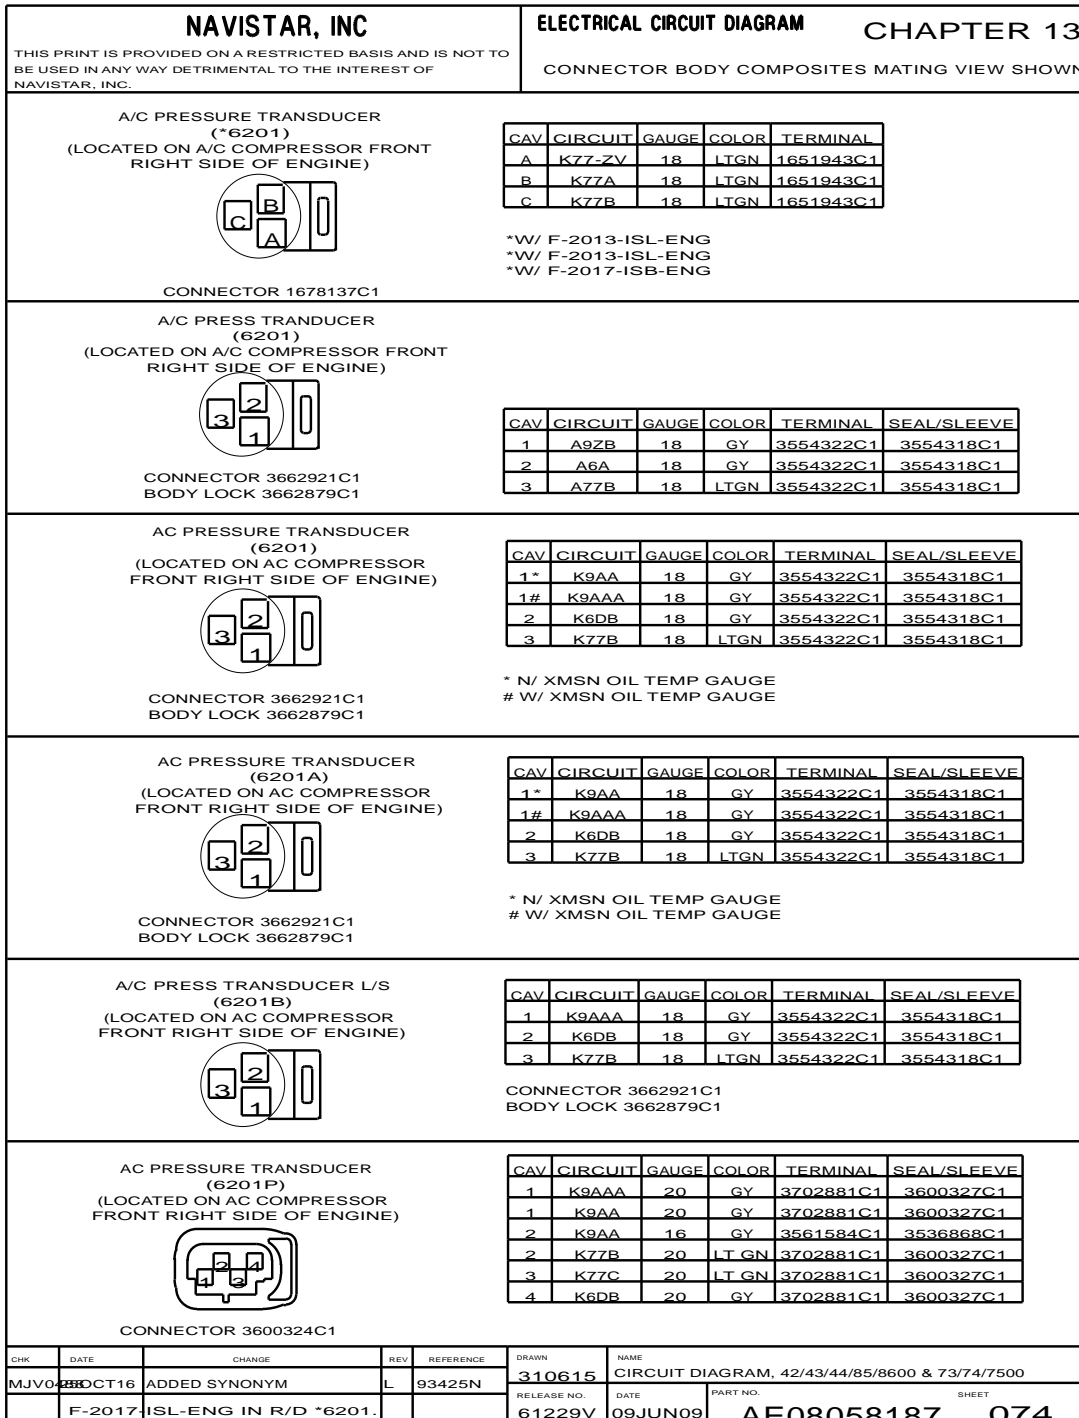 NAVISTAR, INC
THIS PRINT IS PROVIDED ON A RESTRICTED BASIS AND IS NOT TO
BE USED IN ANY WAY DETRIMENTAL TO THE INTEREST OF
NAVISTAR, INC.
ELECTRICAL CIRCUIT DIAGRAM CHAPTER 13
CONNECTOR BODY COMPOSITES MATING VIEW SHOWN
A/C PRESSURE TRANSDUCER
(*6201)
(LOCATED ON A/C COMPRESSOR FRONT
RIGHT SIDE OF ENGINE)
B
C
A
CONNECTOR 1678137C1
CAV CIRCUIT GAUGE COLOR TERMINAL
A K77-ZV 18 LTGN 1651943C1
B K77A 18 LTGN 1651943C1
C K77B 18 LTGN 1651943C1
*W/ F-2013-ISL-ENG
*W/ F-2013-ISL-ENG
*W/ F-2017-ISB-ENG
A/C PRESS TRANDUCER
(6201)
(LOCATED ON A/C COMPRESSOR FRONT
RIGHT SIDE OF ENGINE)
2
3
1
CONNECTOR 3662921C1
BODY LOCK 3662879C1
CAV CIRCUIT GAUGE COLOR TERMINAL SEAL/SLEEVE
1 A9ZB 18 GY 3554322C1 3554318C1
2 A6A 18 GY 3554322C1 3554318C1
3 A77B 18 LTGN 3554322C1 3554318C1
AC PRESSURE TRANSDUCER
(6201)
(LOCATED ON AC COMPRESSOR
FRONT RIGHT SIDE OF ENGINE)
2
3
1
CONNECTOR 3662921C1
BODY LOCK 3662879C1
CAV CIRCUIT GAUGE COLOR TERMINAL SEAL/SLEEVE
1* K9AA 18 GY 3554322C1 3554318C1
1# K9AAA 18 GY 3554322C1 3554318C1
2 K6DB 18 GY 3554322C1 3554318C1
3 K77B 18 LTGN 3554322C1 3554318C1
* N/ XMSN OIL TEMP GAUGE
# W/ XMSN OIL TEMP GAUGE
AC PRESSURE TRANSDUCER
(6201A)
(LOCATED ON AC COMPRESSOR
FRONT RIGHT SIDE OF ENGINE)
2
3
1
CONNECTOR 3662921C1
BODY LOCK 3662879C1
CAV CIRCUIT GAUGE COLOR TERMINAL SEAL/SLEEVE
1* K9AA 18 GY 3554322C1 3554318C1
1# K9AAA 18 GY 3554322C1 3554318C1
2 K6DB 18 GY 3554322C1 3554318C1
3 K77B 18 LTGN 3554322C1 3554318C1
* N/ XMSN OIL TEMP GAUGE
# W/ XMSN OIL TEMP GAUGE
A/C PRESS TRANSDUCER L/S
(6201B)
(LOCATED ON AC COMPRESSOR
FRONT RIGHT SIDE OF ENGINE)
2
3
1
CAV CIRCUIT GAUGE COLOR TERMINAL SEAL/SLEEVE
1 K9AAA 18 GY 3554322C1 3554318C1
2 K6DB 18 GY 3554322C1 3554318C1
3 K77B 18 LTGN 3554322C1 3554318C1
CONNECTOR 3662921C1
BODY LOCK 3662879C1
AC PRESSURE TRANSDUCER
(6201P)
(LOCATED ON AC COMPRESSOR
FRONT RIGHT SIDE OF ENGINE)
2 4
1 3
CONNECTOR 3600324C1
CAV CIRCUIT GAUGE COLOR TERMINAL SEAL/SLEEVE
1 K9AAA 20 GY 3702881C1 3600327C1
1 K9AA 20 GY 3702881C1 3600327C1
2 K9AA 16 GY 3561584C1 3536868C1
2 K77B 20 LT GN 3702881C1 3600327C1
3 K77C 20 LT GN 3702881C1 3600327C1
4 K6DB 20 GY 3702881C1 3600327C1
CHK DATE CHANGE REV REFERENCE
OCT16 ADDED SYNONYM L 93425N
F-2017-ISL-ENG IN R/D *6201.
DRAWN
310615
NAME
CIRCUIT DIAGRAM, 42/43/44/85/8600 & 73/74/7500
RELEASE NO.
61229V
DATE
09JUN09
PART NO.
AE08058187
SHEET
074